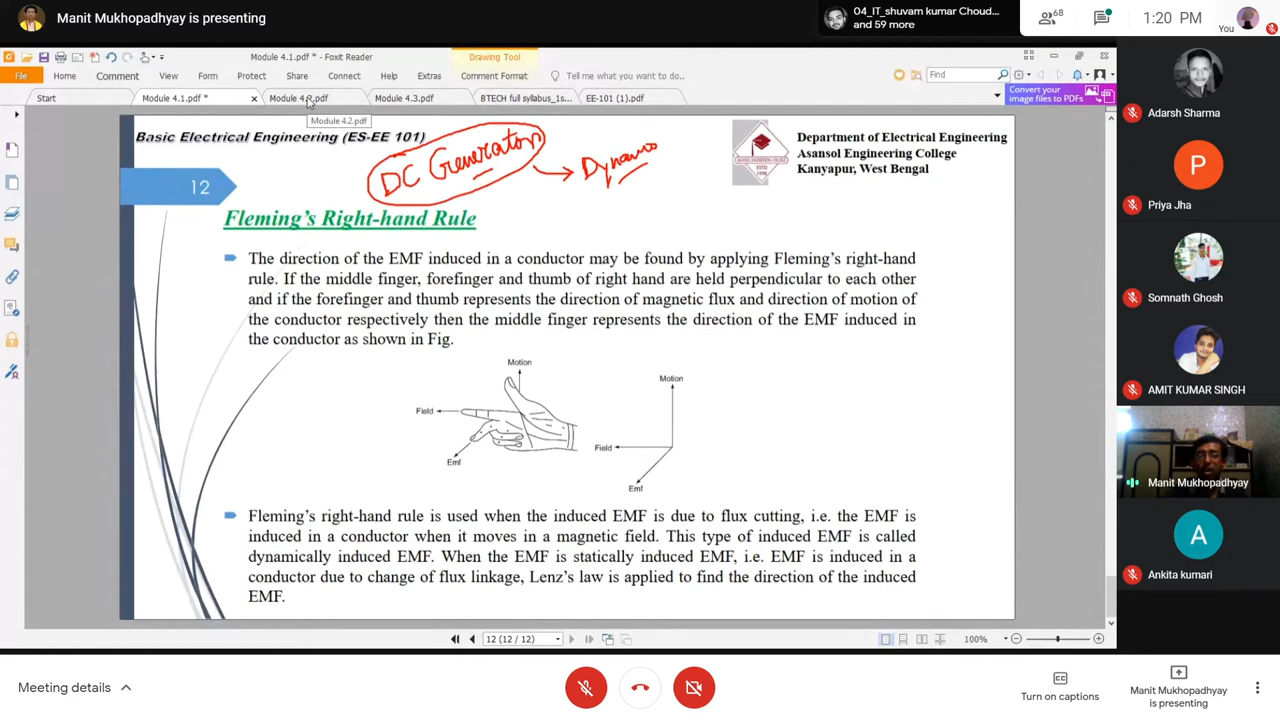 Manit Mukhopadhyay is presenting
04_IT_shuvam kumar Choud...
and 59 more
68
1:20 PM
You
Module 4.1.pdf * - Foxit Reader
Drawing Tool
File
Home
Comment
View
Form
Protect
Share
Connect
Help
Extras
Comment Format
Tell me what you want to do...
Find
Start
Module 4.1.pdf *
Module 4.2.pdf
Module 4.3.pdf
BTECH full syllabus_1s...
EE-101 (1).pdf
Convert your
image files to PDFs
Module 4.2.pdf
Basic Electrical Engineering (ES-EE 101)
DC Generator
Dynamo
Department of Electrical Engineering
Asansol Engineering College
Kanyapur, West Bengal
12
Fleming's Right-hand Rule
The direction of the EMF induced in a conductor may be found by applying Fleming's right-hand
rule. If the middle finger, forefinger and thumb of right hand are held perpendicular to each other
and if the forefinger and thumb represents the direction of magnetic flux and direction of motion of
the conductor respectively then the middle finger represents the direction of the EMF induced in
the conductor as shown in Fig.
Motion
Field
Emf
Motion
Field
Emf
Fleming's right-hand rule is used when the induced EMF is due to flux cutting, i.e. the EMF is
induced in a conductor when it moves in a magnetic field. This type of induced EMF is called
dynamically induced EMF. When the EMF is statically induced EMF, i.e. EMF is induced in a
conductor due to change of flux linkage, Lenz's law is applied to find the direction of the induced
EMF.
12 (12 / 12)
100%
Adarsh Sharma
P
Priya Jha
Somnath Ghosh
AMIT KUMAR SINGH
Manit Mukhopadhyay
A
Ankita kumari
Meeting details
Turn on captions
Manit Mukhopadhyay
is presenting